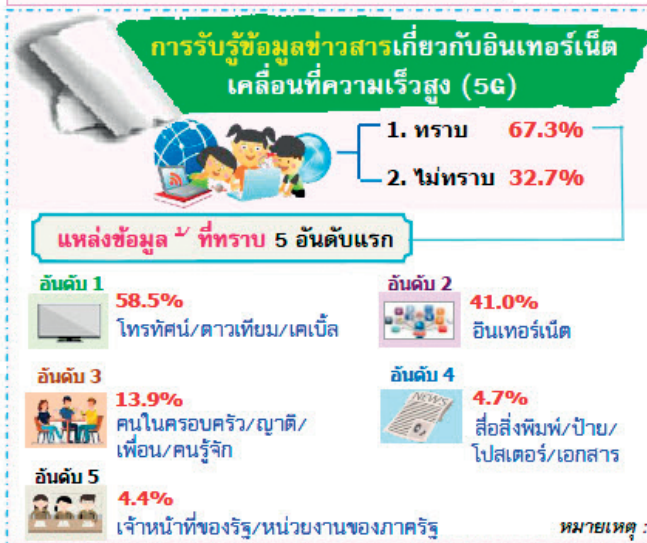 การรับรู้ข้อมูลข่าวสารเกี่ยวกับอินเทอร์เน็ต
เคลื่อนที่ความเร็วสูง (5G)
1. ทราบ 67.3%
2. ไม่ทราบ 32.7%
แหล่งข้อมูล 1/ ที่ทราบ 5 อันดับแรก
อันดับ 1
58.5%
โทรทัศน์/ดาวเทียม/เคเบิ้ล
อันดับ 2
41.0%
อินเทอร์เน็ต
อันดับ 3
13.9%
คนในครอบครัว/ญาติ/
เพื่อน/คนรู้จัก
อันดับ 4
NEWS
4.7%
สื่อสิ่งพิมพ์/ป้าย/
โปสเตอร์/เอกสาร
อันดับ 5
4.4%
เจ้าหน้าที่ของรัฐ/หน่วยงานของภาครัฐ
หมายเหตุ :